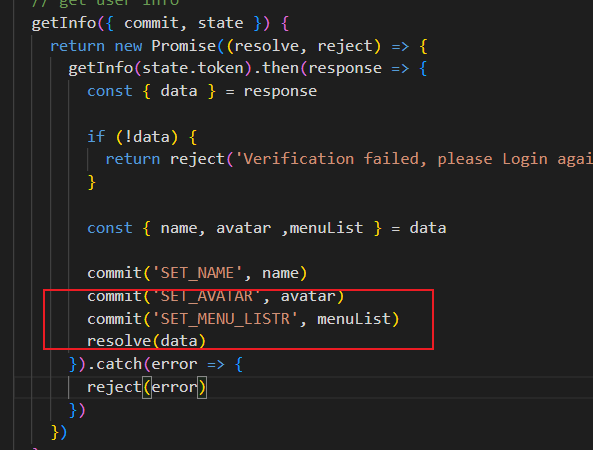 // get user info
getInfo({ commit, state }) {
return new Promise((resolve, reject) => {
getInfo(state.token).then(response => {
const { data } = response
if (!data) {
return reject('Verification failed, please Login agai
}
const { name, avatar ,menuList } = data
commit('SET_NAME', name)
commit('SET_AVATAR', avatar)
commit('SET_MENU_LISTR', menuList)
resolve(data)
}).catch(error => {
reject(error)
})
})